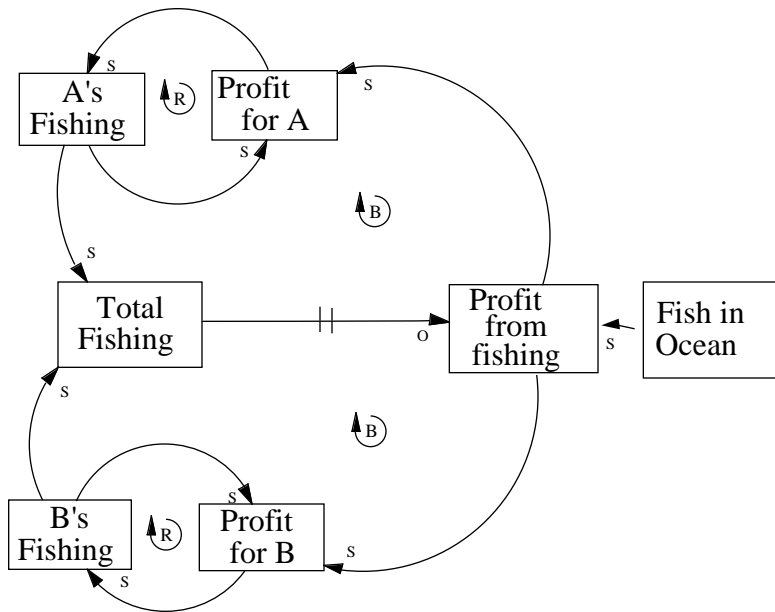 s
s
A's
Fishing
R
Profit
for A
s
s
B
s
Total
Fishing
o
Profit
from
fishing
s
Fish in
Ocean
s
B
B's
Fishing
R
s
Profit
for B
s
s